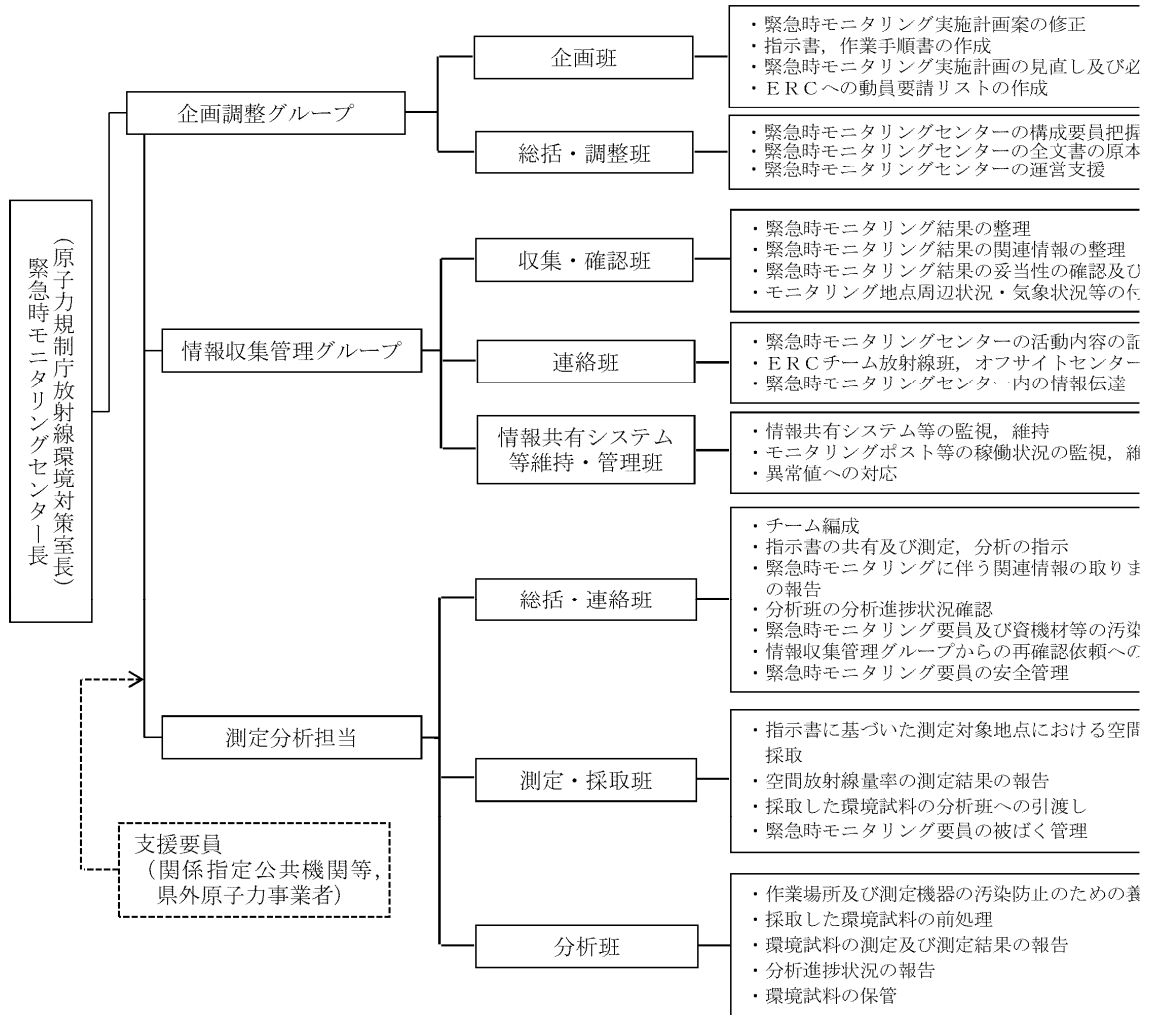 緊急時モニタリングセンター長
(原子力規制庁放射線環境対策室長)
企画調整グループ
企画班
・緊急時モニタリング実施計画案の修正
・指示書，作業手順書の作成
・緊急時モニタリング実施計画の見直し及び必
・ＥＲＣへの動員要請リストの作成
総括・調整班
・緊急時モニタリングセンターの構成要員把握
・緊急時モニタリングセンターの全文書の原本
・緊急時モニタリングセンターの運営支援
情報収集管理グループ
収集・確認班
・緊急時モニタリング結果の整理
・緊急時モニタリング結果の関連情報の整理
・緊急時モニタリング結果の妥当性の確認及び
・モニタリング地点周辺状況・気象状況等の付
連絡班
・緊急時モニタリングセンターの活動内容の記
・ＥＲＣチーム放射線班，オフサイトセンター
・緊急時モニタリングセンター内の情報伝達
情報共有システム
等維持・管理班
・情報共有システム等の監視，維持
・モニタリングポスト等の稼働状況の監視，維
・異常値への対応
測定分析担当
総括・連絡班
・チーム編成
・指示書の共有及び測定，分析の指示
・緊急時モニタリングに伴う関連情報の取りま
の報告
・分析班の分析進捗状況確認
・緊急時モニタリング要員及び資機材等の汚染
・情報収集管理グループからの再確認依頼への
・緊急時モニタリング要員の安全管理
測定・採取班
・指示書に基づいた測定対象地点における空間
採取
・空間放射線量率の測定結果の報告
・採取した環境試料の分析班への引渡し
・緊急時モニタリング要員の被ばく管理
分析班
・作業場所及び測定機器の汚染防止のための養
・採取した環境試料の前処理
・環境試料の測定及び測定結果の報告
・分析進捗状況の報告
・環境試料の保管
支援要員
（関係指定公共機関等，
県外原子力事業者）